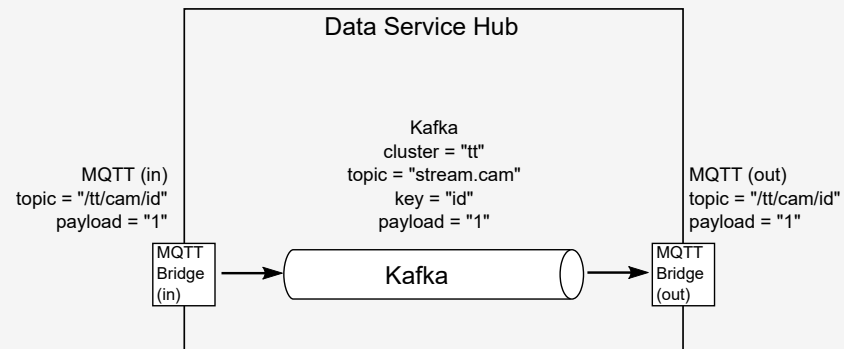 Data Service Hub
Kafka
cluster = "tt"
topic = "stream.cam"
key = "id"
payload = "1"
MQTT (in)
topic = "/tt/cam/id"
payload = "1"
MQTT (out)
topic = "/tt/cam/id"
payload = "1"
MQTT
Bridge
(in)
Kafka
MQTT
Bridge
(out)